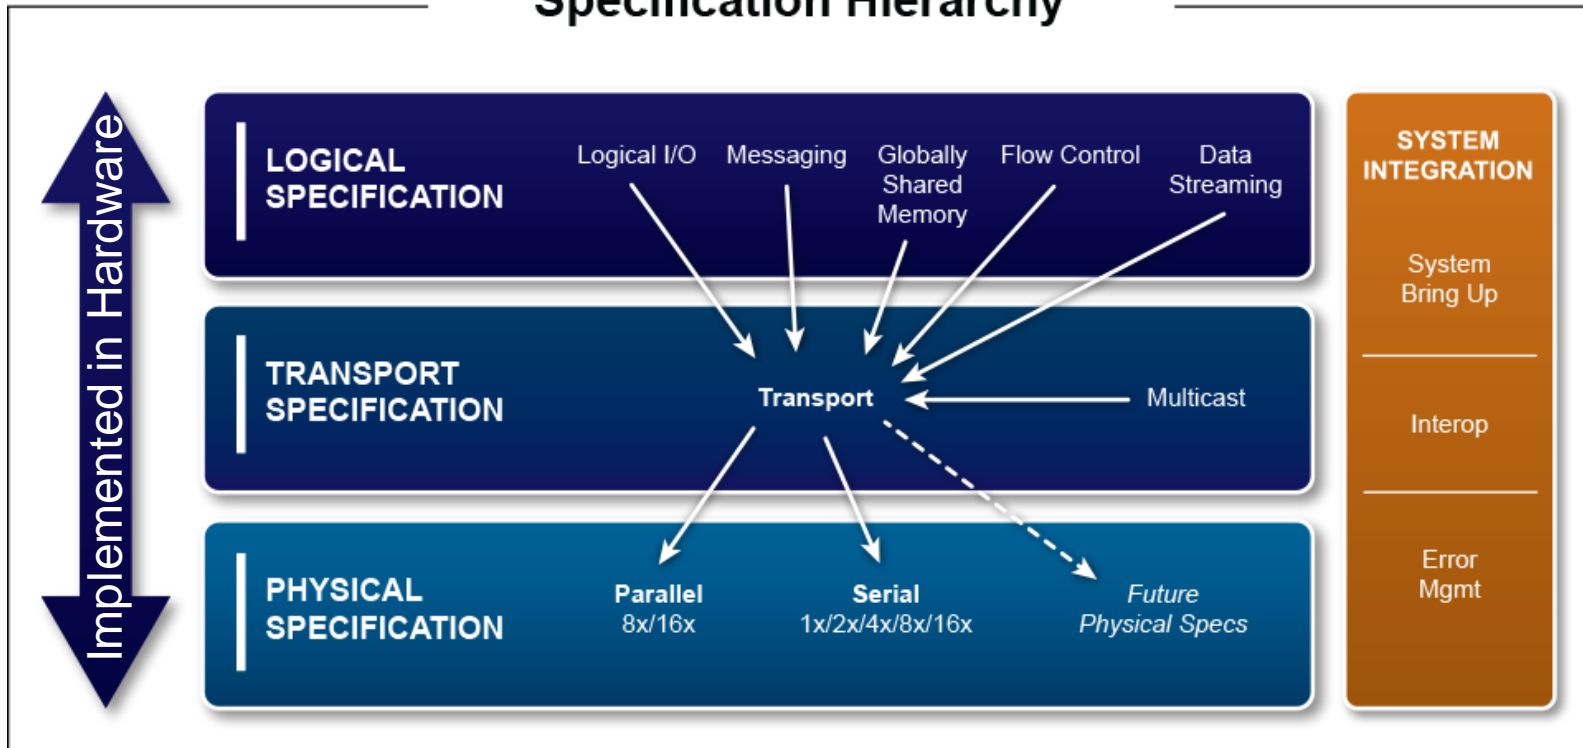 Specification Hierarchy
Implemented in Hardware
LOGICAL
SPECIFICATION
Logical I/O
Messaging
Globally
Shared
Memory
Flow Control
Data
Streaming
TRANSPORT
SPECIFICATION
Transport
Multicast
PHYSICAL
SPECIFICATION
Parallel
8x/16x
Serial
1x/2x/4x/8x/16x
Future
Physical Specs
SYSTEM
INTEGRATION
System
Bring Up
Interop
Error
Mgmt